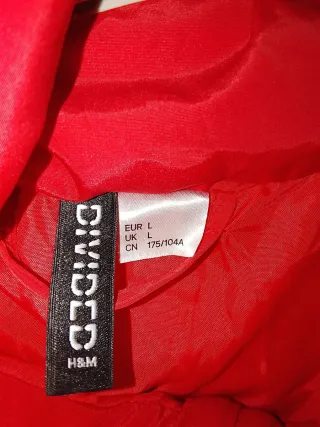 DIVIDED
H&M
EUR L
UK L
CN 175/104A